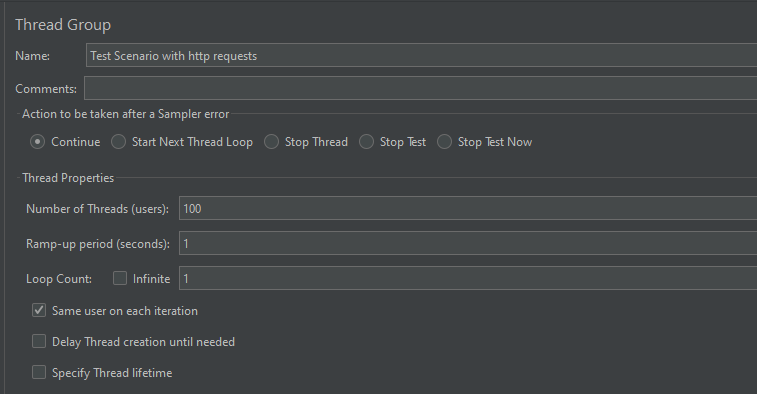 Thread Group
Name: Test Scenario with http requests
Comments:
Action to be taken after a Sampler error
Continue Start Next Thread Loop Stop Thread Stop Test Stop Test Now
Thread Properties
Number of Threads (users): 100
Ramp-up period (seconds): 1
Loop Count: Infinite 1
Same user on each iteration
Delay Thread creation until needed
Specify Thread lifetime